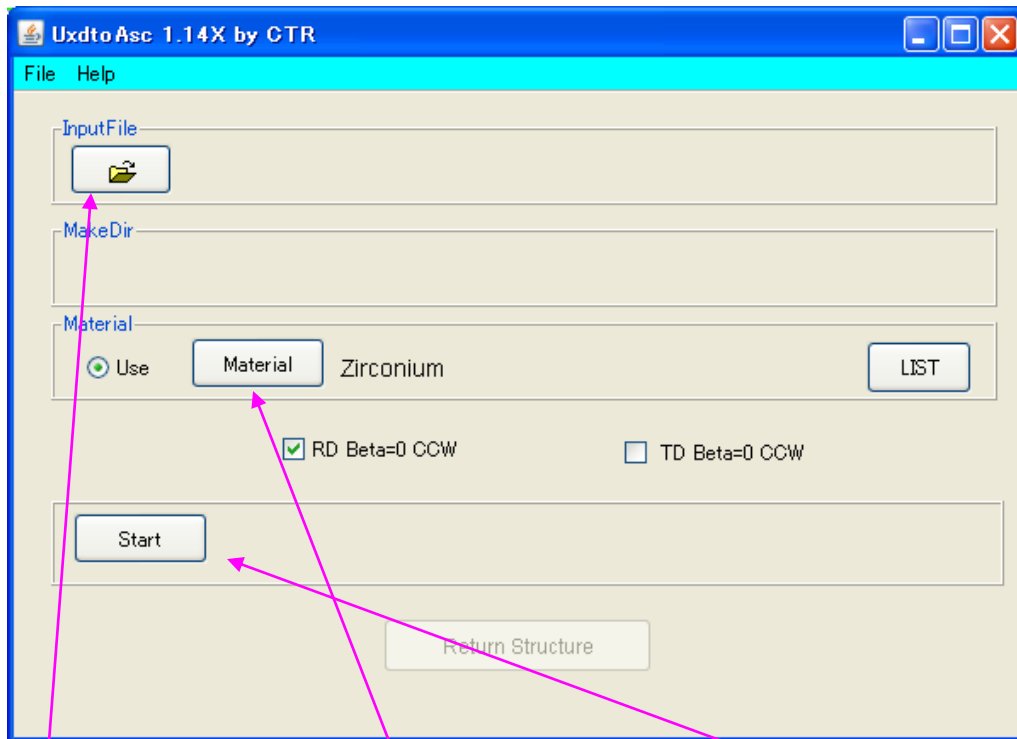 UxdtoAsc 1.14X by CTR
File Help
InputFile
MakeDir
Material
Use Material Zirconium LIST
RD Beta=0 CCW TD Beta=0 CCW
Start
Return Structure